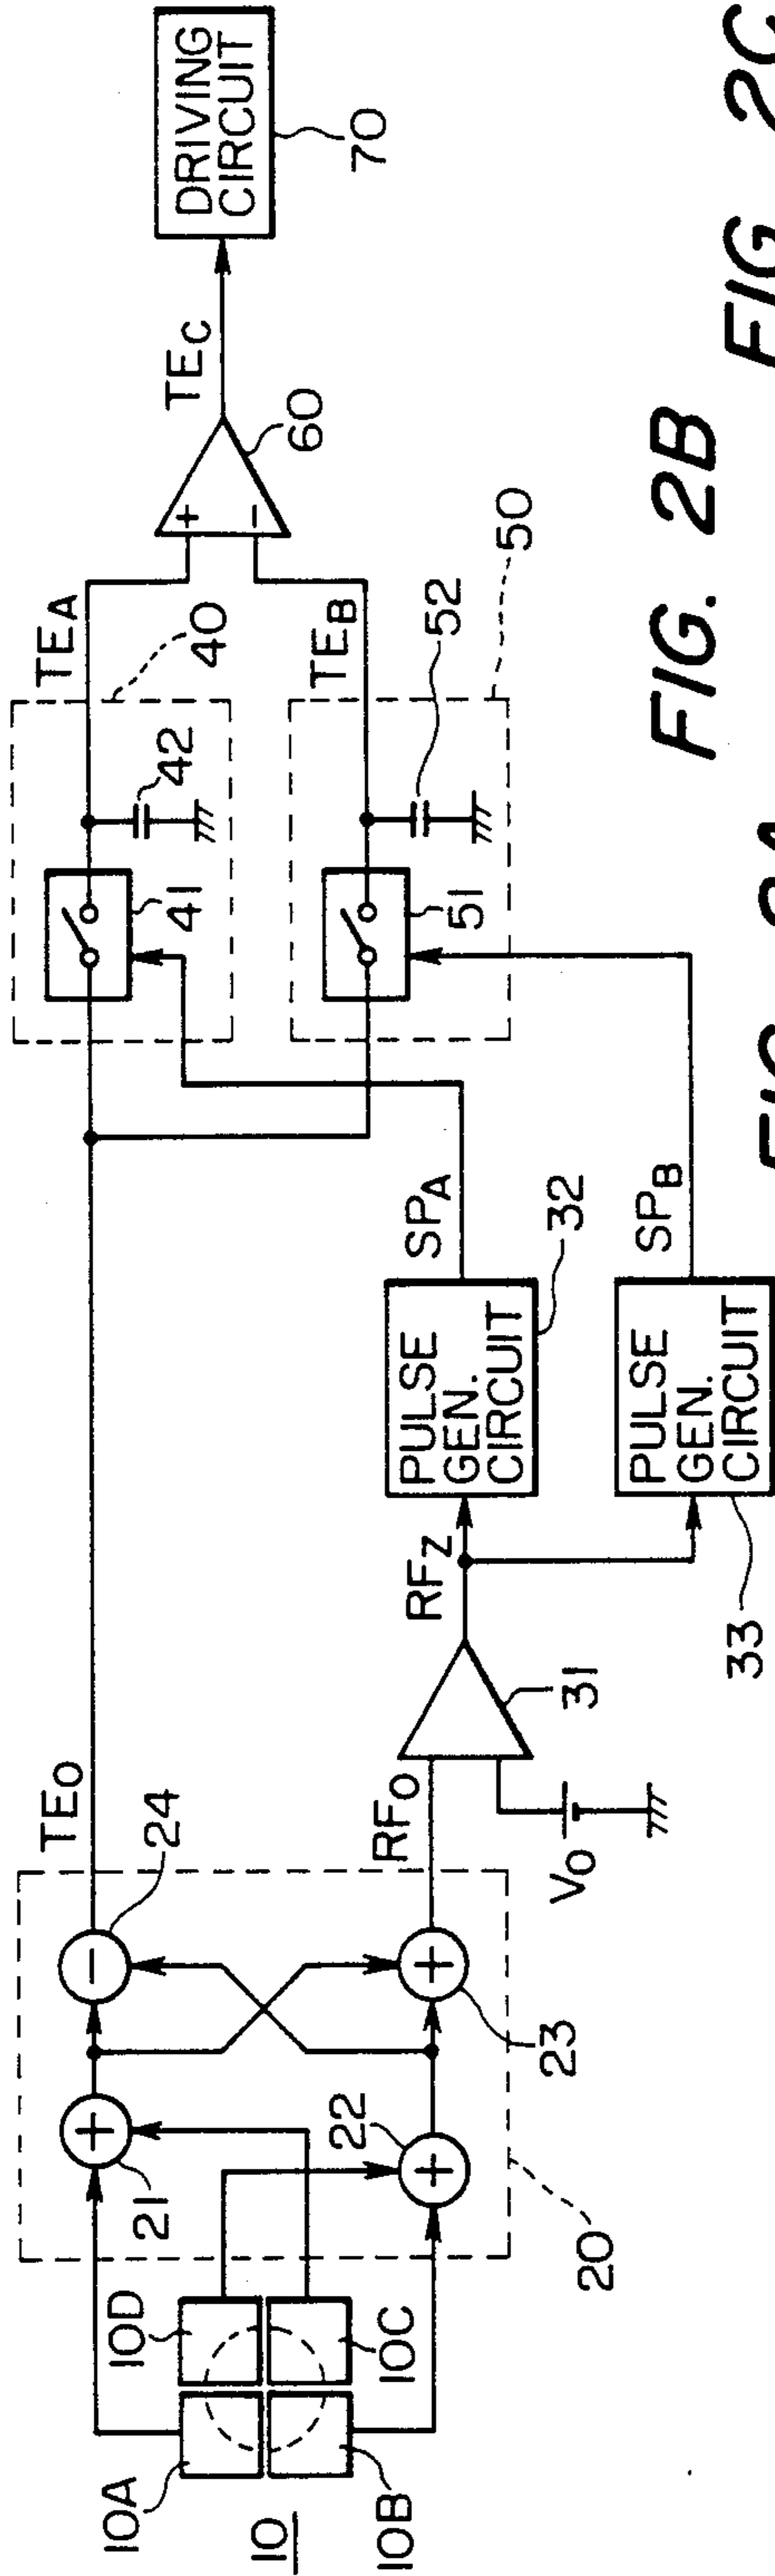 10
10A
10B
10C
10D
20
21
22
23
24
+
+
−
+
TE0
RF0
V0
31
RFZ
PULSE
GEN.
CIRCUIT
32
SPA
PULSE
GEN.
CIRCUIT
33
SPB
40
41
42
TEA
50
51
52
TEB
+
−
60
TEC
DRIVING
CIRCUIT
70
FIG. 2B